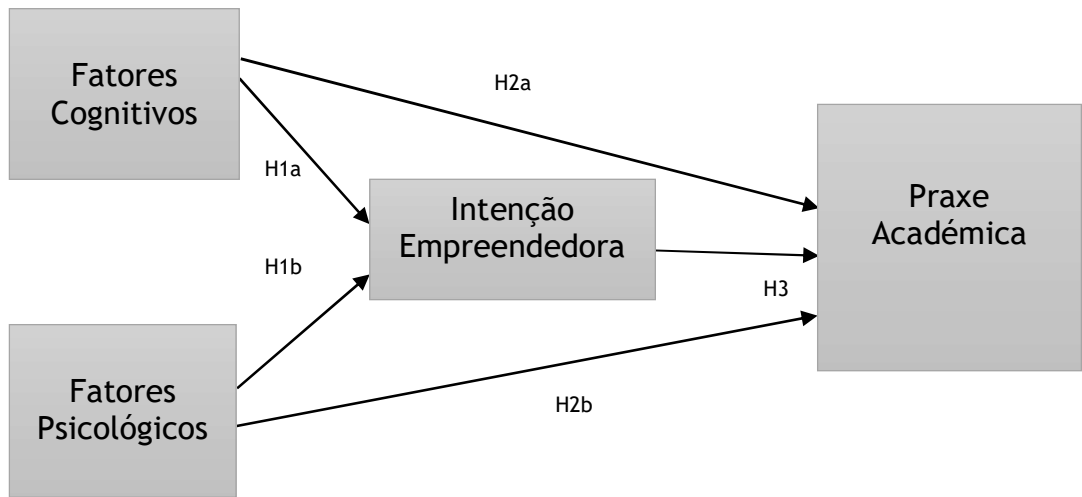 Fatores
Cognitivos
H2a
H1a
Intenção
Empreendedora
Praxe
Académica
H1b
H3
Fatores
Psicológicos
H2b